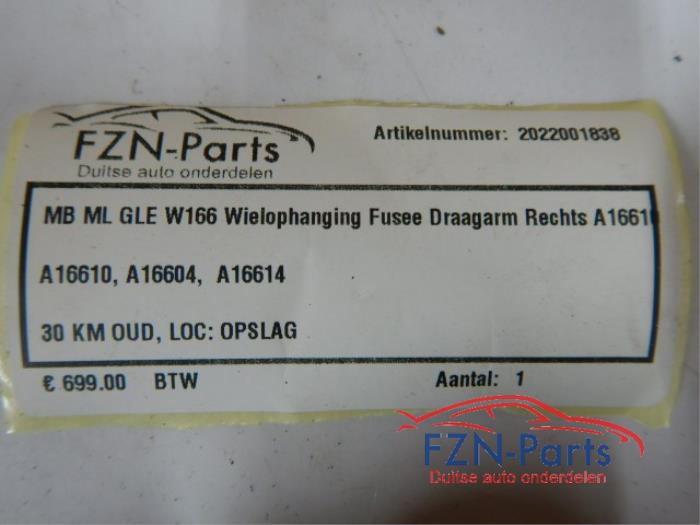 FZN-Parts
Duitse auto onderdelen
Artikelnummer: 2022001838
MB ML GLE W166 Wielophanging Fusee Draagarm Rechts A16610
A16610, A16604, A16614
30 KM OUD, LOC: OPSLAG
€ 699.00 BTW Aantal: 1
FZN-Parts
Duitse auto onderdelen